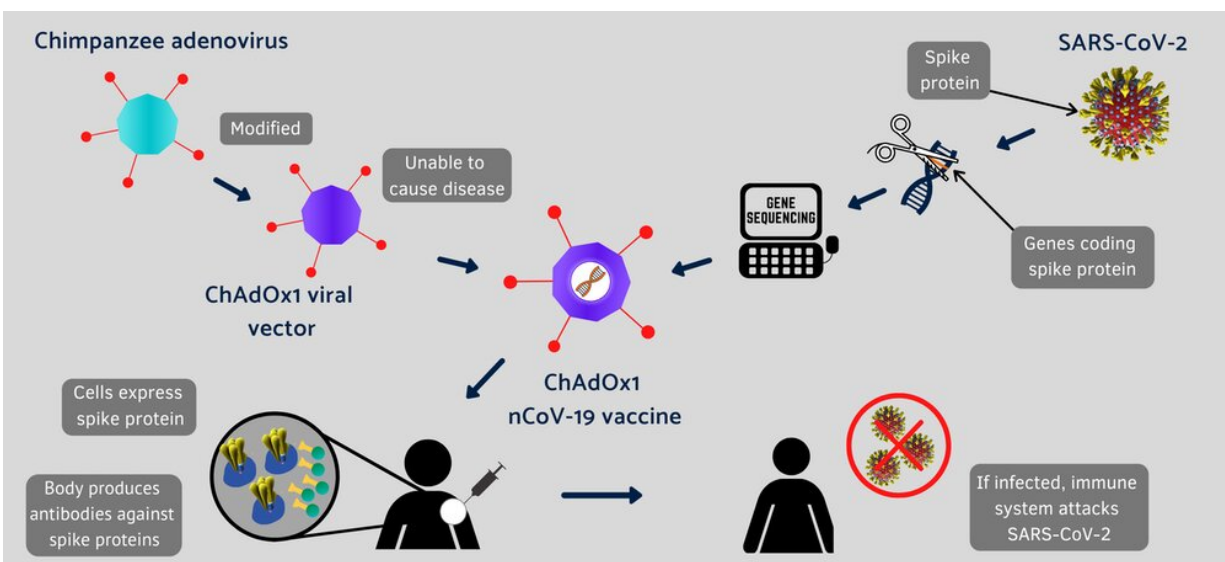 Chimpanzee adenovirus
SARS-CoV-2
Spike
protein
Modified
Unable to
cause disease
GENE
SEQUENCING
Genes coding
spike protein
ChAdOx1 viral
vector
ChAdOx1
nCoV-19 vaccine
Cells express
spike protein
Body produces
antibodies against
spike proteins
If infected, immune
system attacks
SARS-CoV-2